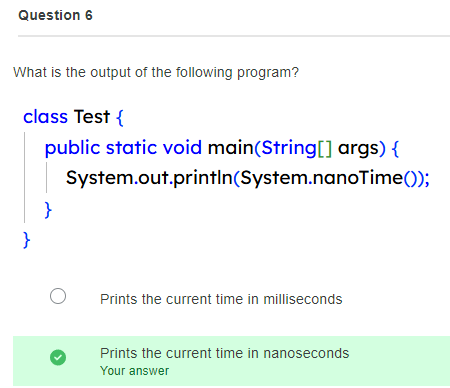 Question 6
What is the output of the following program?
class Test {
public static void main(String[] args) {
System.out.println(System.nanoTime());
}
}
Prints the current time in milliseconds
Prints the current time in nanoseconds
Your answer